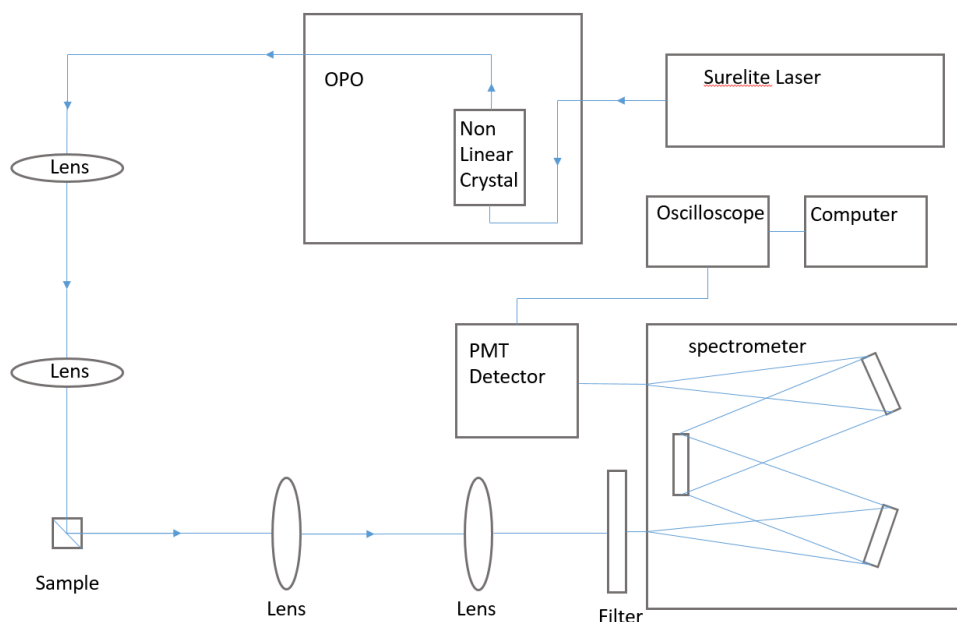 OPO
Surelite Laser
Non
Linear
Crystal
Lens
Oscilloscope
Computer
Lens
PMT
Detector
spectrometer
Sample
Lens
Lens
Filter